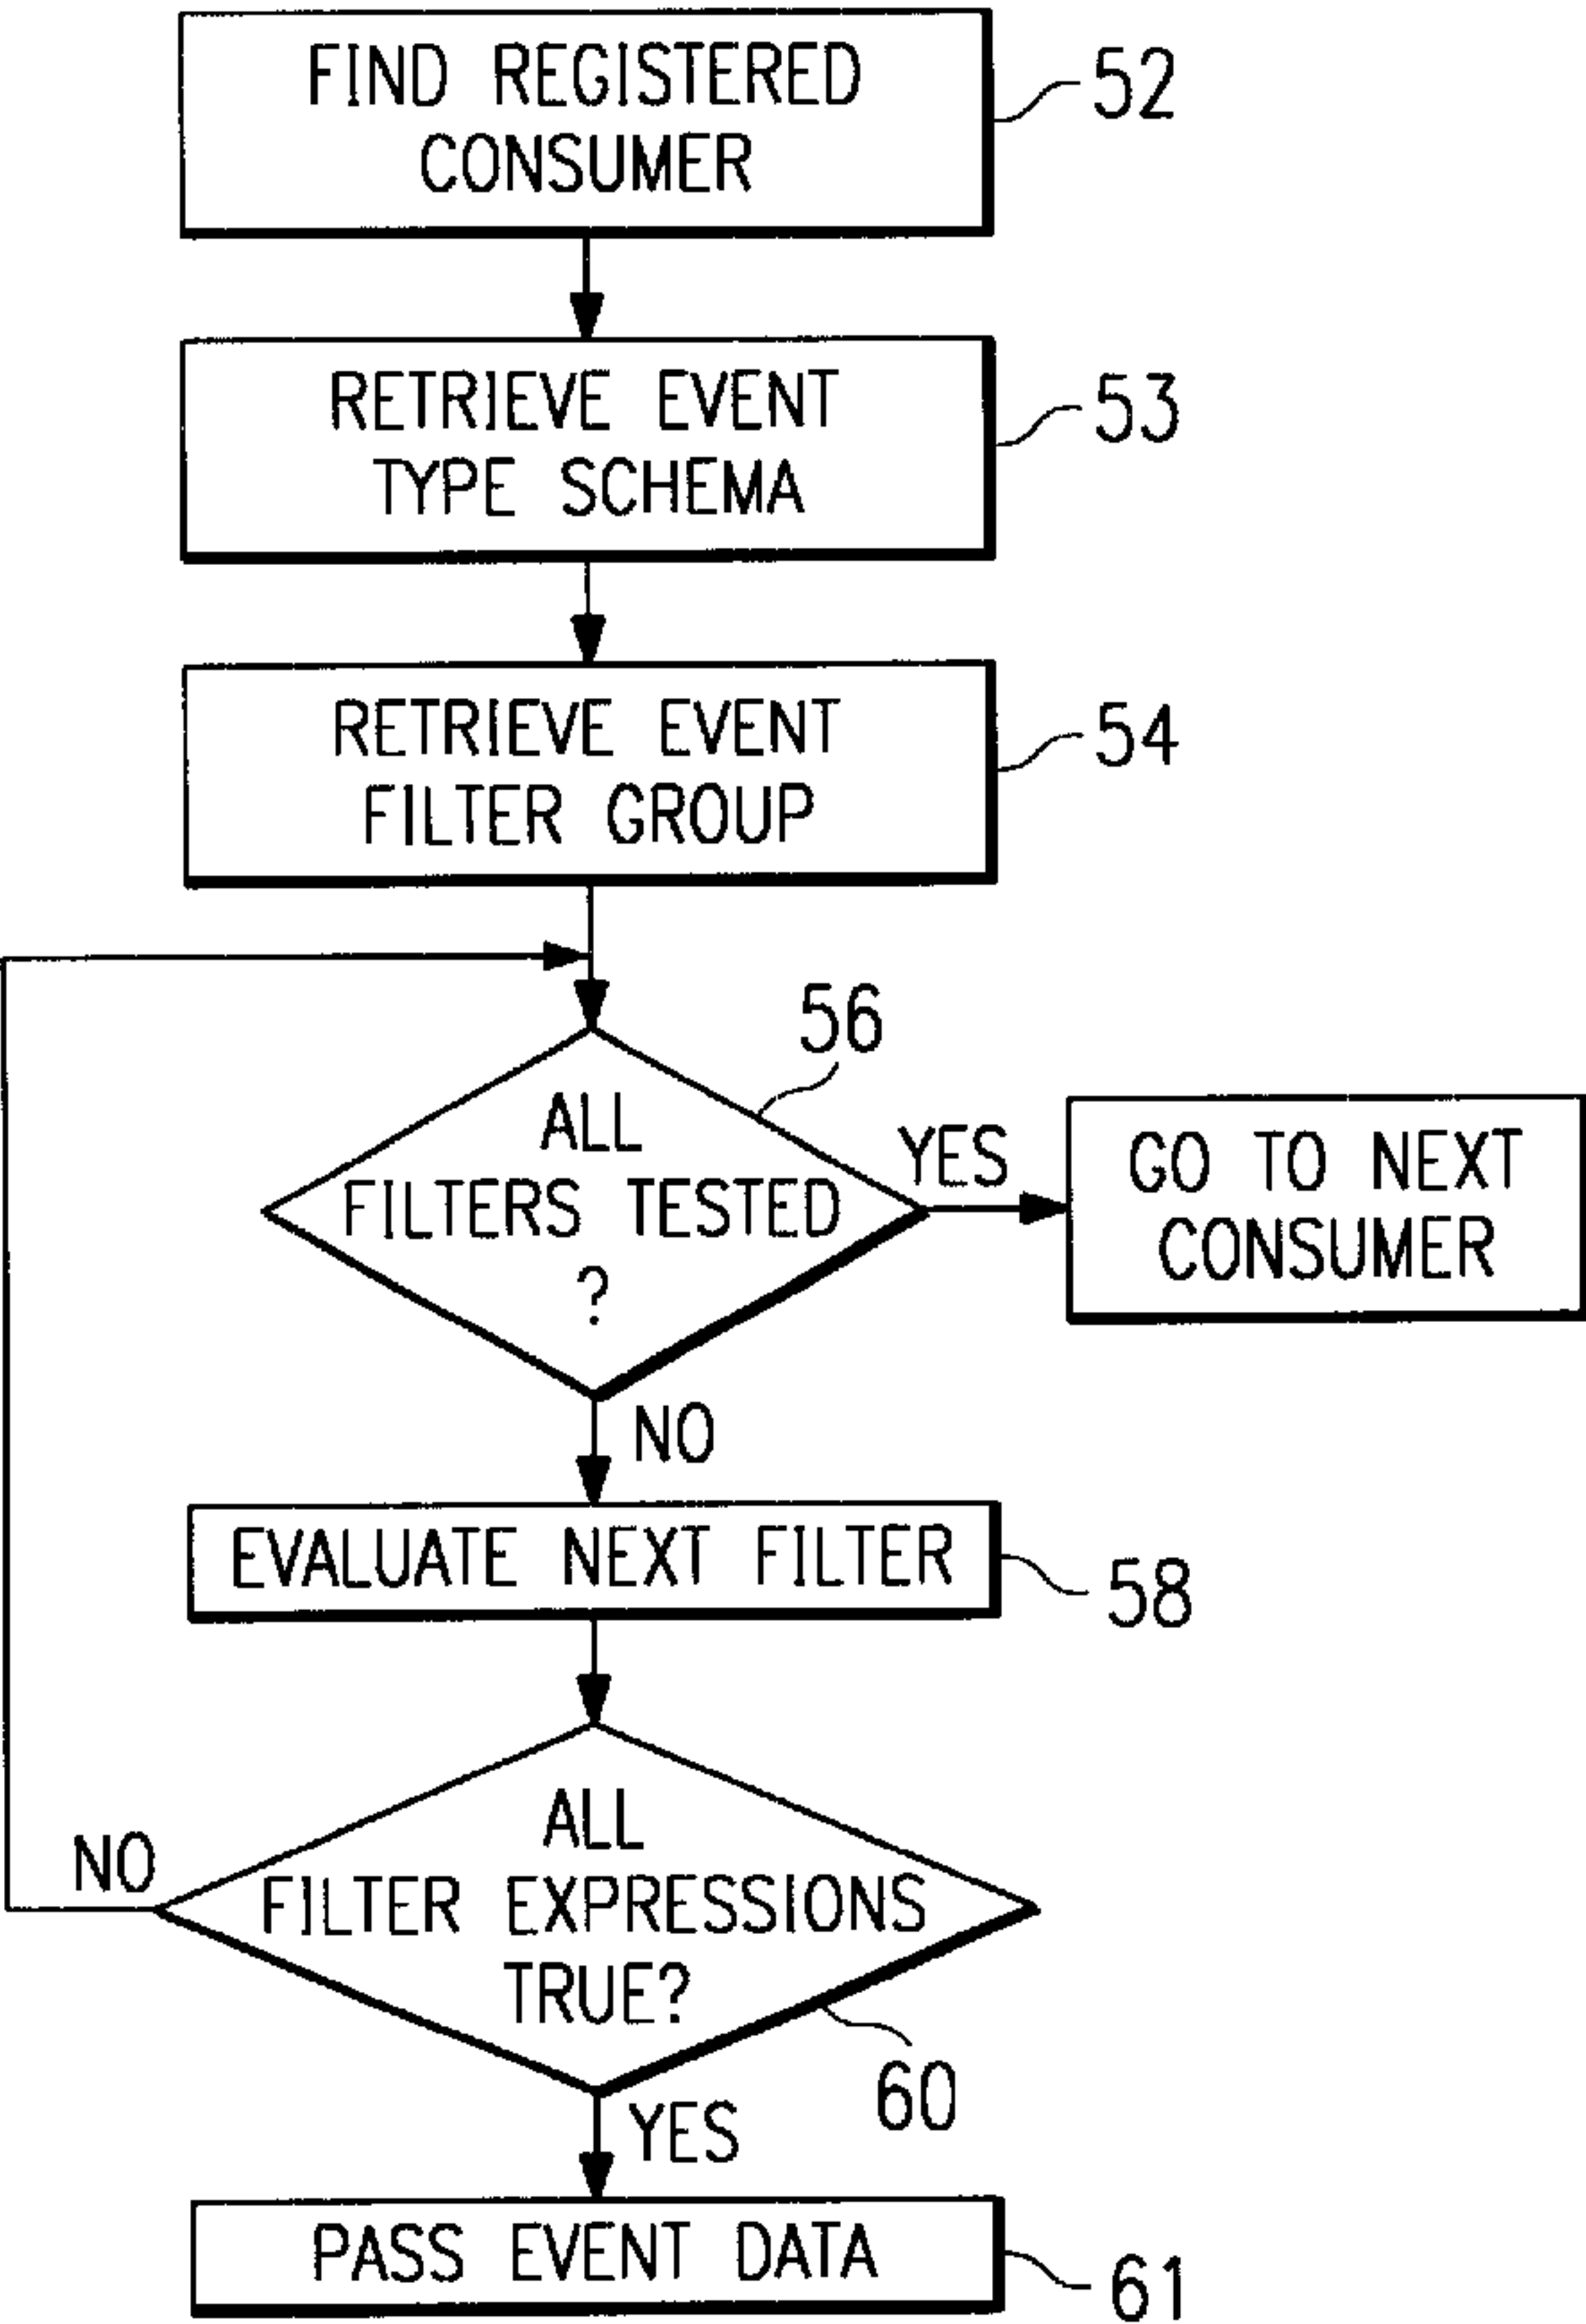 FIND REGISTERED
CONSUMER
52
RETRIEVE EVENT
TYPE SCHEMA
53
RETRIEVE EVENT
FILTER GROUP
54
56
ALL
FILTERS TESTED
?
YES
GO TO NEXT
CONSUMER
NO
EVALUATE NEXT FILTER
58
ALL
FILTER EXPRESSIONS
TRUE?
NO
60
YES
PASS EVENT DATA
61